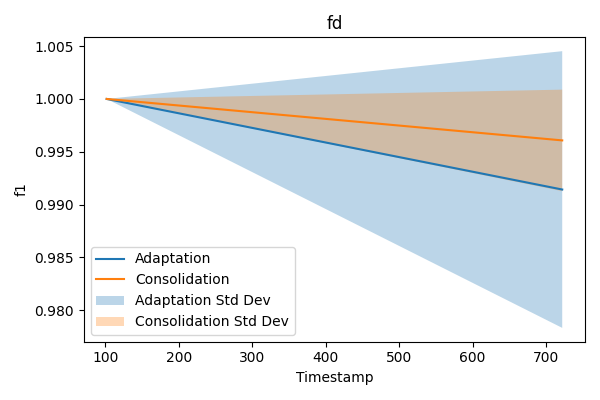 fd
1.005
1.000
0.995
0.990
0.985
0.980
f1
Adaptation
Consolidation
Adaptation Std Dev
Consolidation Std Dev
100 200 300 400 500 600 700
Timestamp